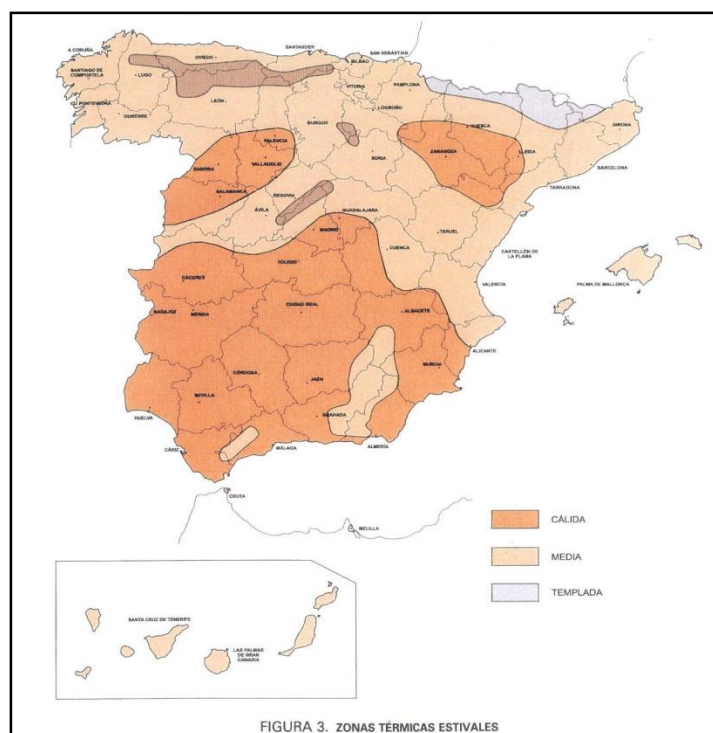 A CORUÑA
OVIEDO
SANTANDER
SAN SEBASTIAN
BILBAO
SANTIAGO DE
COMPOSTELA
LUGO
VITORIA
PAMPLONA
PONTEVEDRA
LEÓN
LOGROÑO
OURENSE
BURGOS
HUESCA
GIRONA
PALENCIA
ZAMORA
VALLADOLID
SORIA
ZARAGOZA
LLEIDA
BARCELONA
SALAMANCA
SEGOVIA
TARRAGONA
ÁVILA
GUADALAJARA
MADRID
TERUEL
CUENCA
CASTELLÓN DE
LA PLANA
TOLEDO
CÁCERES
VALENCIA
PALMA DE MALLORCA
BADAJOZ
MÉRIDA
CIUDAD REAL
ALBACETE
ALICANTE
CÓRDOBA
JAÉN
MURCIA
SEVILLA
HUELVA
GRANADA
CÁDIZ
MÁLAGA
ALMERÍA
CEUTA
MELILLA
CÁLIDA
MEDIA
TEMPLADA
SANTA CRUZ DE TENERIFE
LAS PALMAS
DE GRAN
CANARIA
FIGURA 3. ZONAS TÉRMICAS ESTIVALES